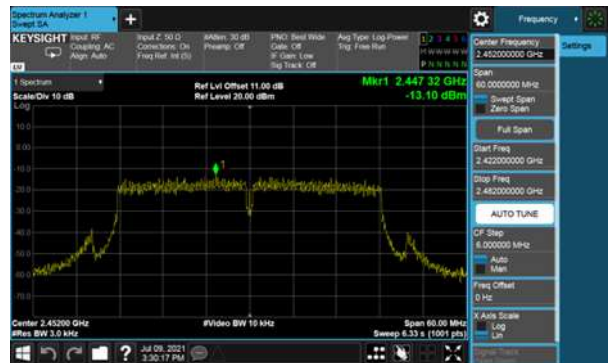 Spectrum Analyzer 1
Swept SA
Frequency
KEYSIGHT
Input: RF
Coupling: AC
Align: Auto
Input Z: 50 Ω
Corrections: On
Freq Ref: Int (S)
#Atten: 30 dB
Preamp: Off
PNO: Best Wide
Gate: Off
IF Gain: Low
Sig Track: Off
Avg Type: Log-Power
Trig: Free Run
1 2 3 4 5 6
M W W W W W
P N N N N N
Settings
1 Spectrum
Scale/Div 10 dB
Log
Ref Lvl Offset 11.00 dB
Ref Level 20.00 dBm
Mkr1 2.447 32 GHz
-13.10 dBm
10.0
0.00
-10.0
-20.0
-30.0
-40.0
-50.0
-60.0
-70.0
1
Center 2.45200 GHz
#Res BW 3.0 kHz
#Video BW 10 kHz
Span 60.00 MHz
Sweep 6.33 s (1001 pts)
Center Frequency
2.452000000 GHz
Span
60.0000000 MHz
Swept Span
Zero Span
Full Span
Start Freq
2.422000000 GHz
Stop Freq
2.482000000 GHz
AUTO TUNE
CF Step
6.000000 MHz
Auto
Man
Freq Offset
0 Hz
X Axis Scale
Log
Lin
Jul 09, 2021
3:30:17 PM